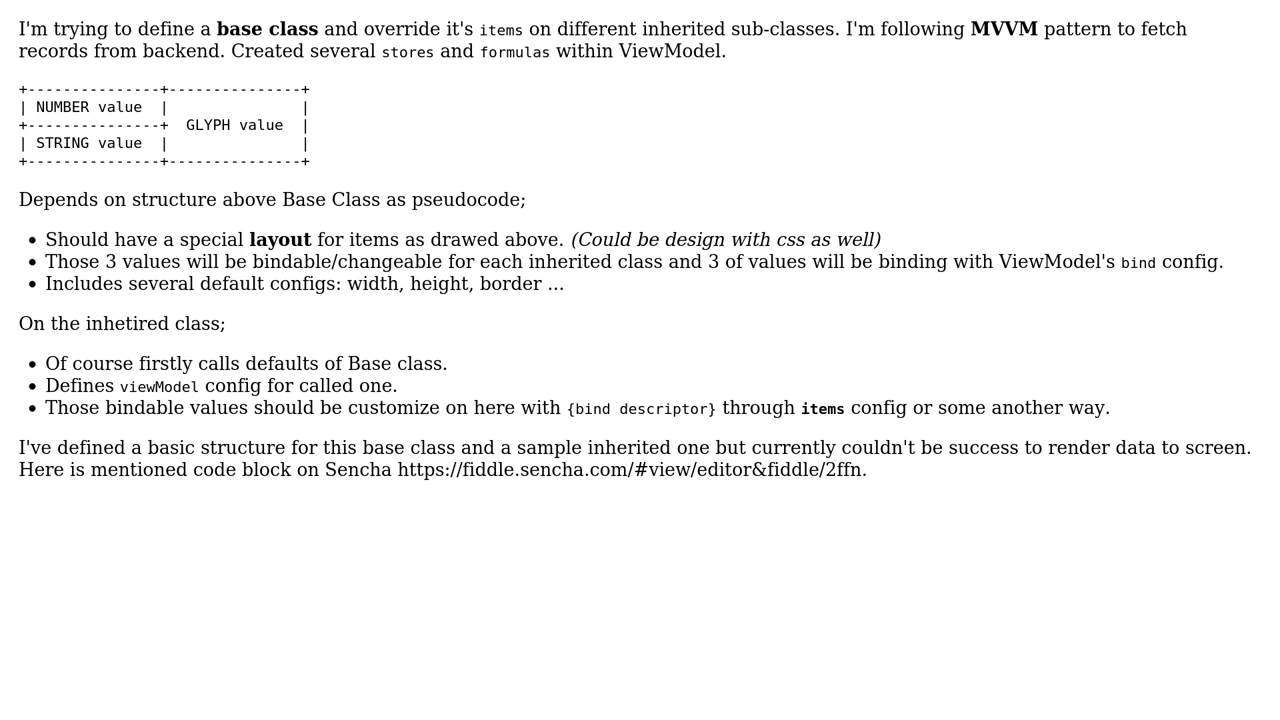 I'm trying to define a base class and override it's items on different inherited sub-classes. I'm following MVVM pattern to fetch
records from backend. Created several stores and formulas within ViewModel.
+---------------+---------------+
| NUMBER value  |               |
+---------------+  GLYPH value  |
| STRING value  |               |
+---------------+---------------+
Depends on structure above Base Class as pseudocode;
• Should have a special layout for items as drawed above. (Could be design with css as well)
• Those 3 values will be bindable/changeable for each inherited class and 3 of values will be binding with ViewModel's bind config.
• Includes several default configs: width, height, border ...
On the inhetired class;
• Of course firstly calls defaults of Base class.
• Defines viewModel config for called one.
• Those bindable values should be customize on here with {bind descriptor} through items config or some another way.
I've defined a basic structure for this base class and a sample inherited one but currently couldn't be success to render data to screen.
Here is mentioned code block on Sencha https://fiddle.sencha.com/#view/editor&fiddle/2ffn.